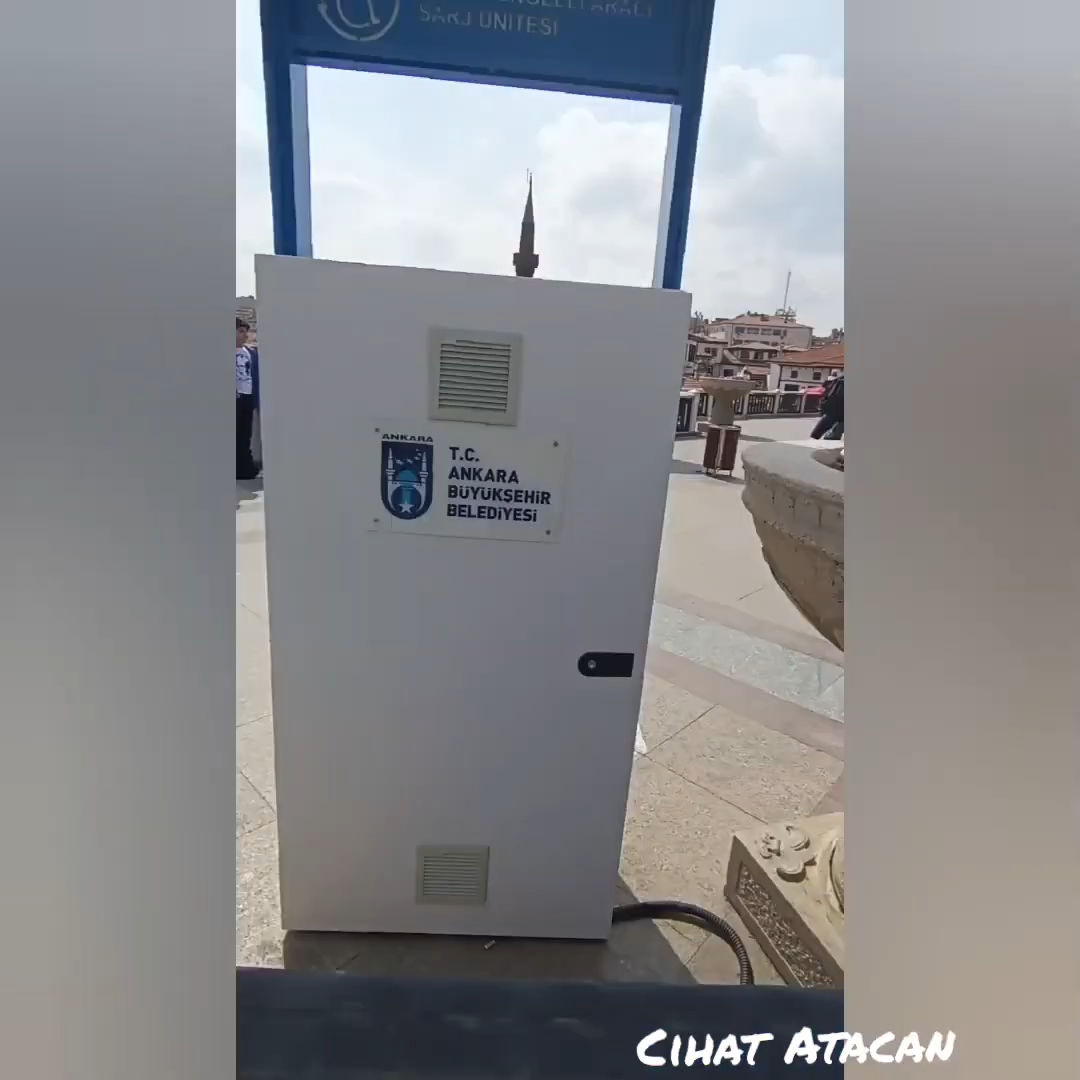 ŞARJ ÜNİTESİ
ANKARA
T.C.
ANKARA
BÜYÜKŞEHİR
BELEDİYESİ
CIHAT ATACAN